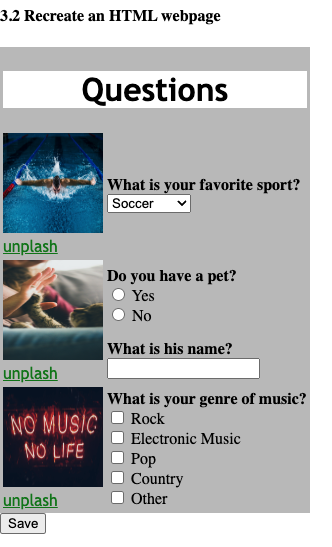 3.2 Recreate an HTML webpage
Questions
What is your favorite sport?
Soccer
unplash
Do you have a pet?
Yes
No
What is his name?
unplash
What is your genre of music?
NO MUSIC
NO LIFE
Rock
Electronic Music
Pop
Country
Other
unplash
Save